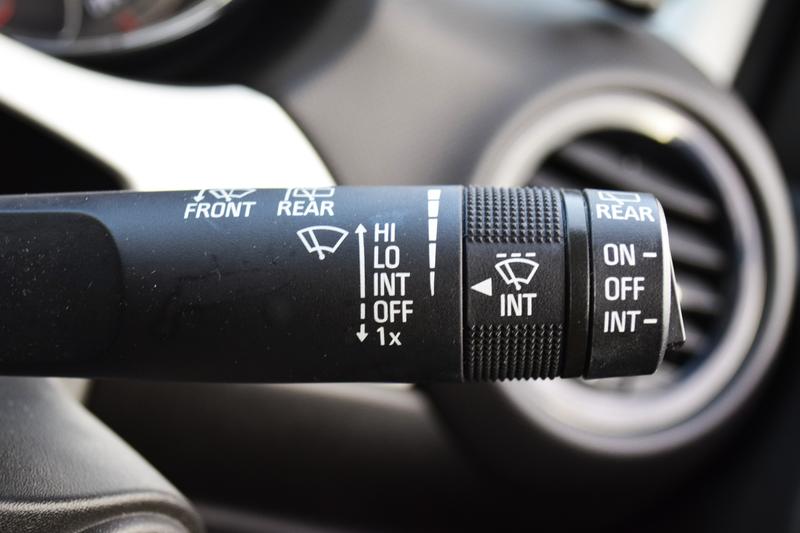 FRONT REAR
HI
LO
INT
OFF
1x
INT
REAR
ON
OFF
INT